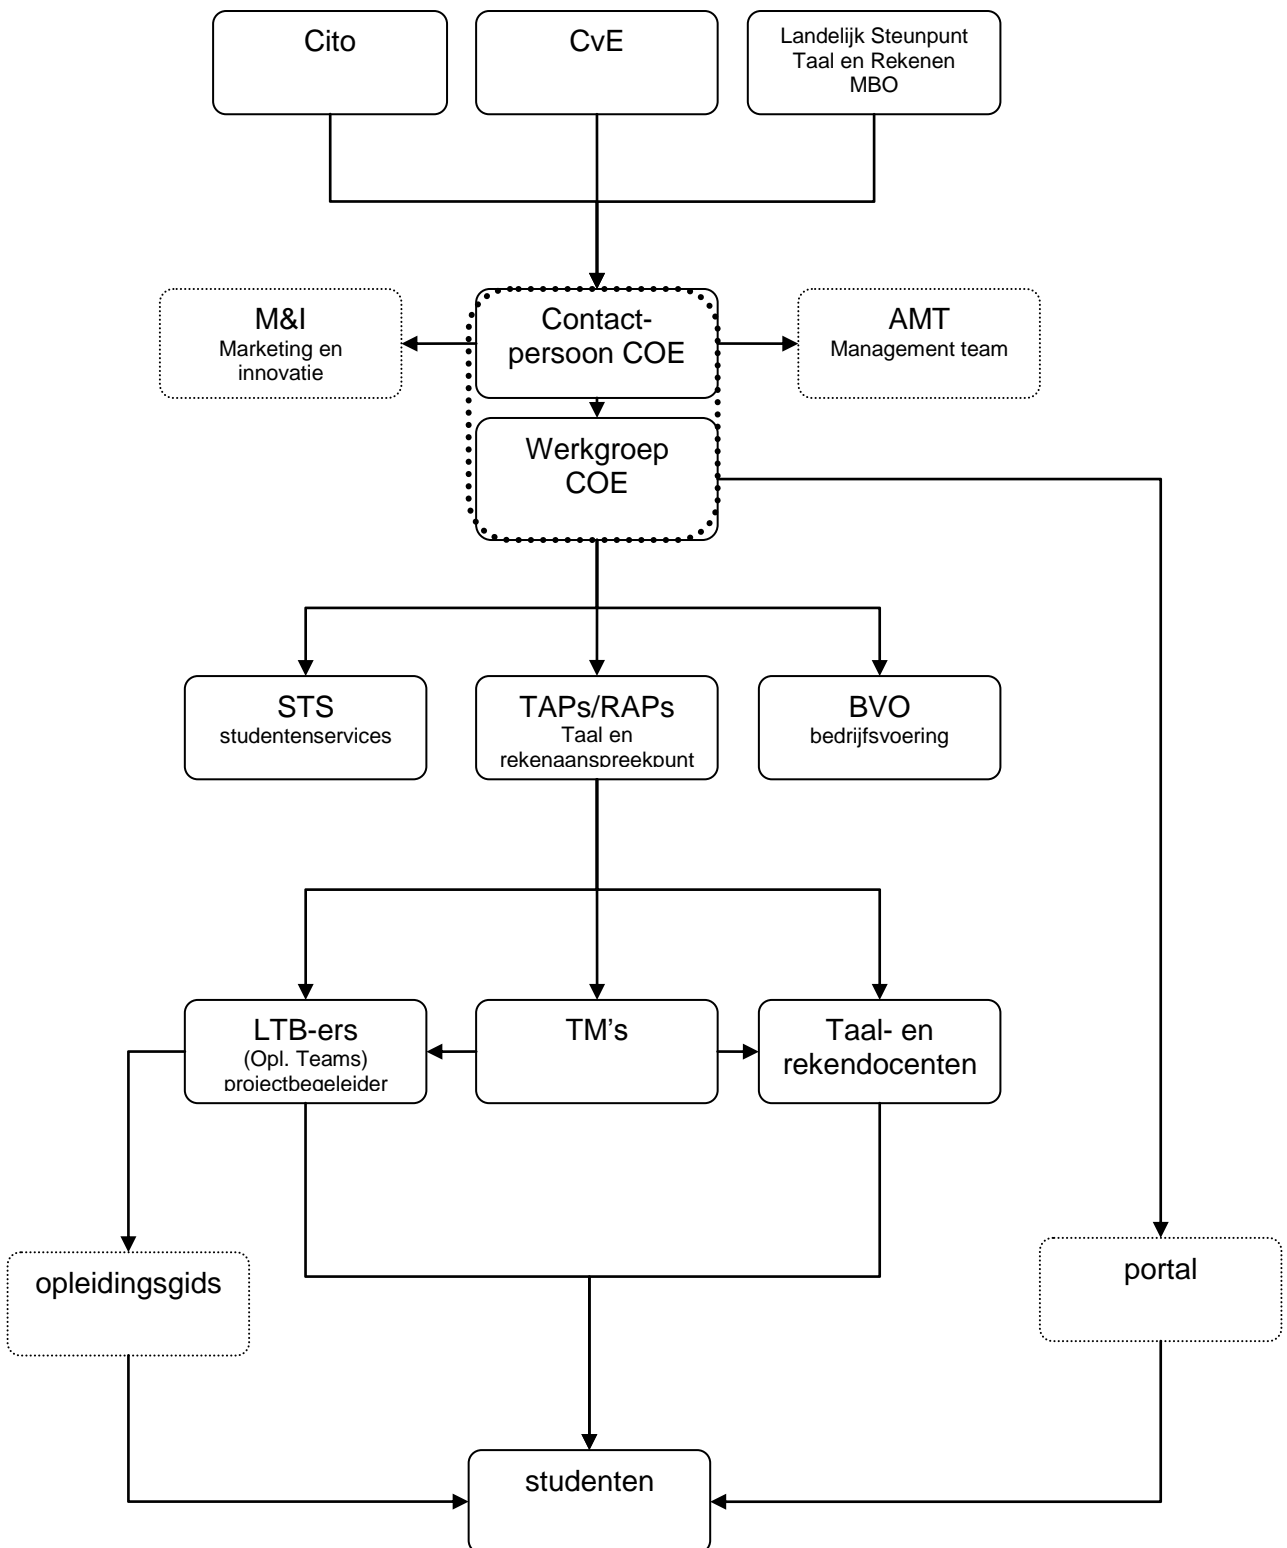 Cito
CvE
Landelijk Steunpunt
Taal en Rekenen
MBO
M&I
Marketing en
innovatie
Contact-
persoon COE
AMT
Management team
Werkgroep
COE
STS
studentenservices
TAPs/RAPs
Taal en
rekenaanspreekpunt
BVO
bedrijfsvoering
LTB-ers
(Opl. Teams)
projectbegeleider
TM’s
Taal- en
rekendocenten
opleidingsgids
portal
studenten